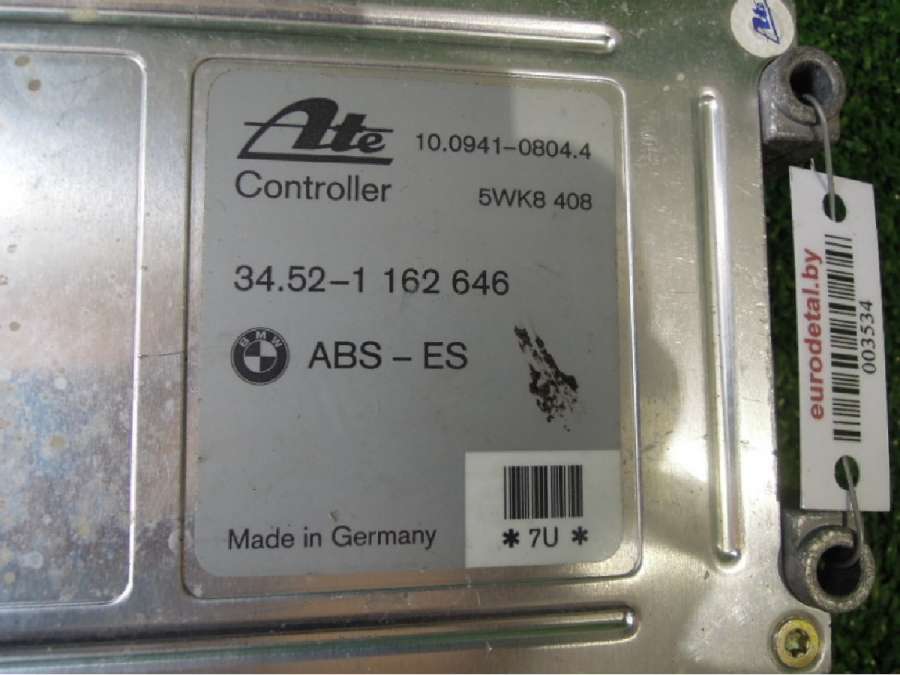 Ate
Ate 10.0941-0804.4
Controller 5WK8 408
34.52-1 162 646
BMW ABS - ES
Made in Germany * 7U *
eurodetal.by
003534